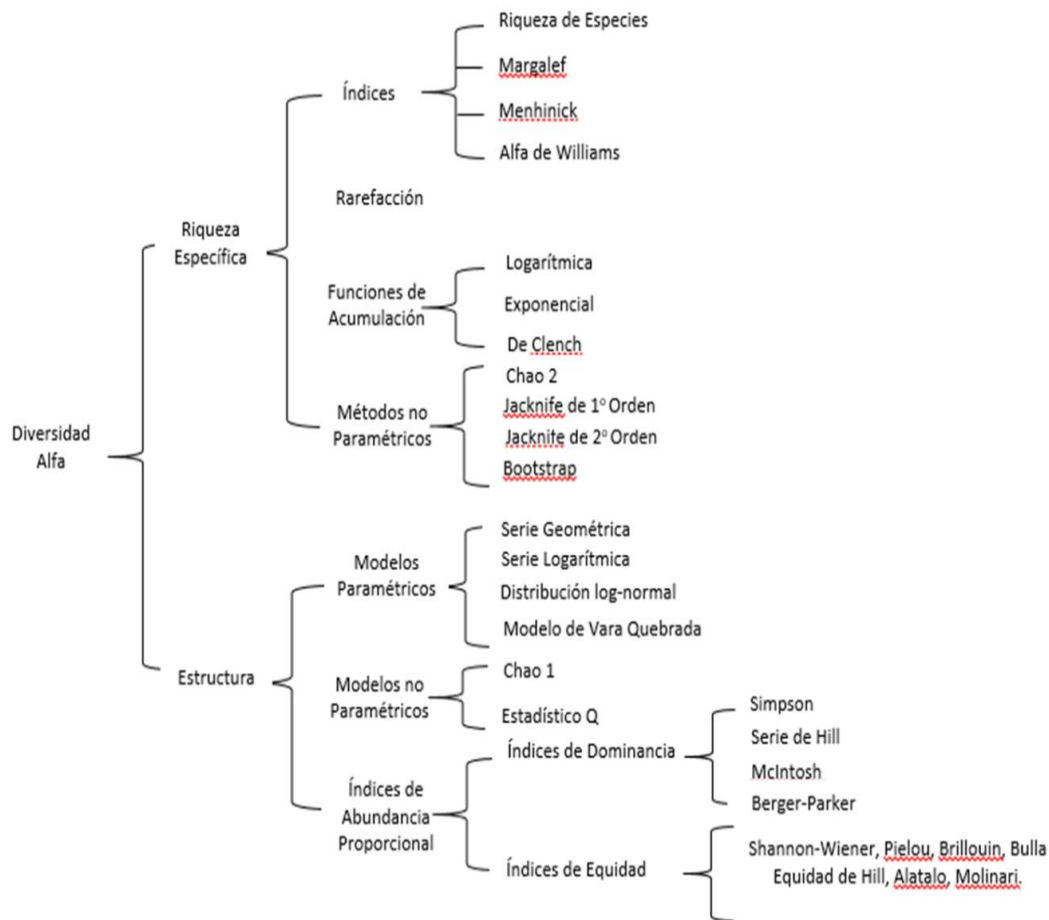 Diversidad
Alfa
Riqueza
Específica
Índices
Riqueza de Especies
Margalef
Menhinick
Alfa de Williams
Rarefacción
Funciones de
Acumulación
Logarítmica
Exponencial
De Clench
Métodos no
Paramétricos
Chao 2
Jacknife de 1º Orden
Jacknite de 2º Orden
Bootstrap
Estructura
Modelos
Paramétricos
Serie Geométrica
Serie Logarítmica
Distribución log-normal
Modelo de Vara Quebrada
Modelos no
Paramétricos
Chao 1
Estadístico Q
Índices de
Abundancia
Proporcional
Índices de Dominancia
Simpson
Serie de Hill
McIntosh
Berger-Parker
Índices de Equidad
Shannon-Wiener, Pielou, Brillouin, Bulla
Equidad de Hill, Alatalo, Molinari.